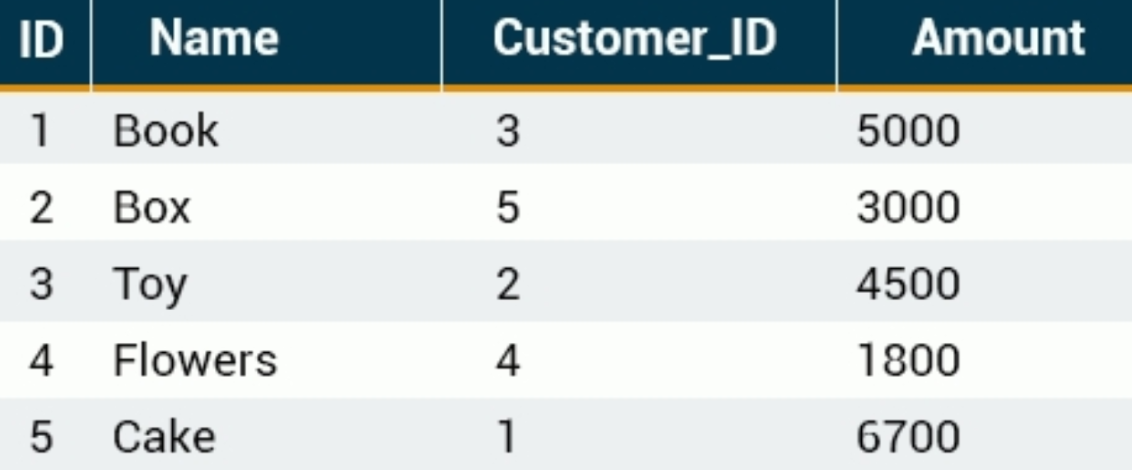 ID Name Customer_ID Amount
1 Book 3 5000
2 Box 5 3000
3 Toy 2 4500
4 Flowers 4 1800
5 Cake 1 6700